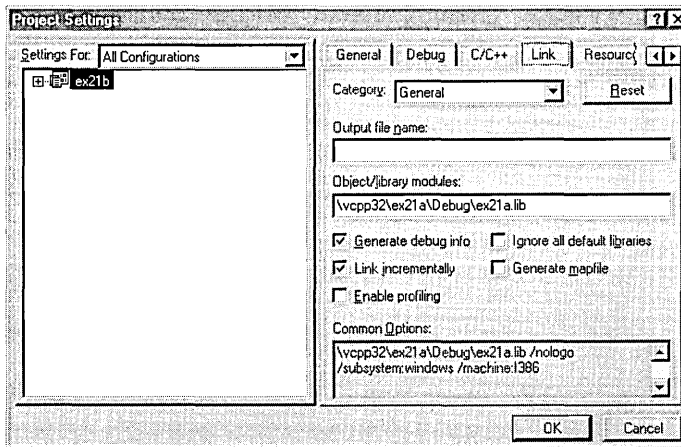 Project Settings
Settings For: All Configurations
ex21b
General Debug C/C++ Link Resourc
Category: General Reset
Output file name:
Object/library modules:
\vcpp32\ex21a\Debug\ex21a.lib
Generate debug info Ignore all default libraries
Link incrementally Generate mapfile
Enable profiling
Common Options:
\vcpp32\ex21a\Debug\ex21a.lib /nologo
/subsystem:windows /machine:I386
OK Cancel